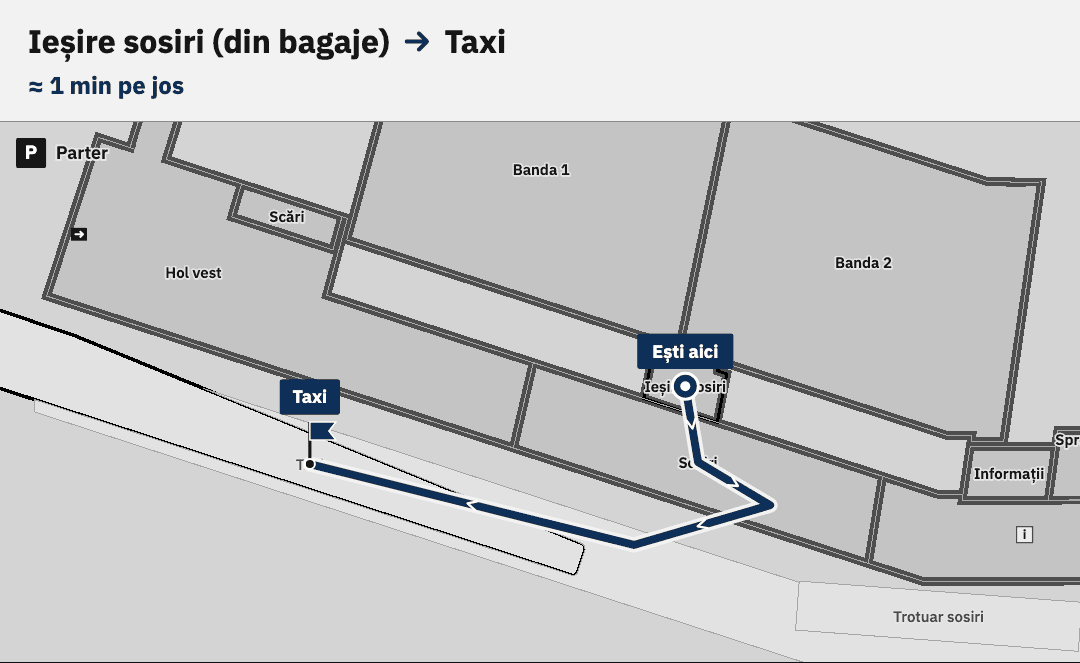 Ieșire sosiri (din bagaje) → Taxi
≈ 1 min pe jos
P Parter
Banda 1
Scări
Hol vest
Banda 2
Ești aici
Taxi
Informații
i
Trotuar sosiri